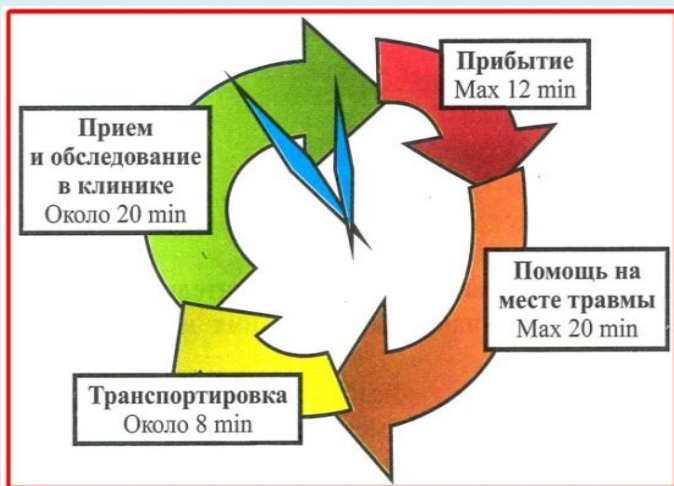 Прибытие
Max 12 min
Помощь на
месте травмы
Max 20 min
Транспортировка
Около 8 min
Прием
и обследование
в клинике
Около 20 min